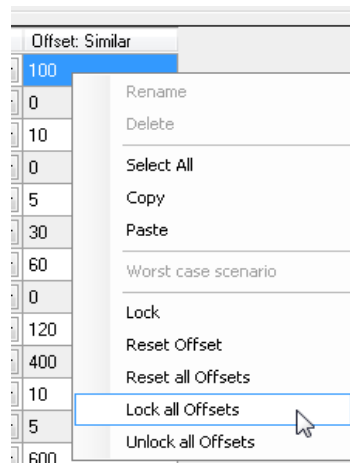 Offset: Similar
100
0
10
0
5
30
60
0
120
400
10
5
600
Rename
Delete
Select All
Copy
Paste
Worst case scenario
Lock
Reset Offset
Reset all Offsets
Lock all Offsets
Unlock all Offsets